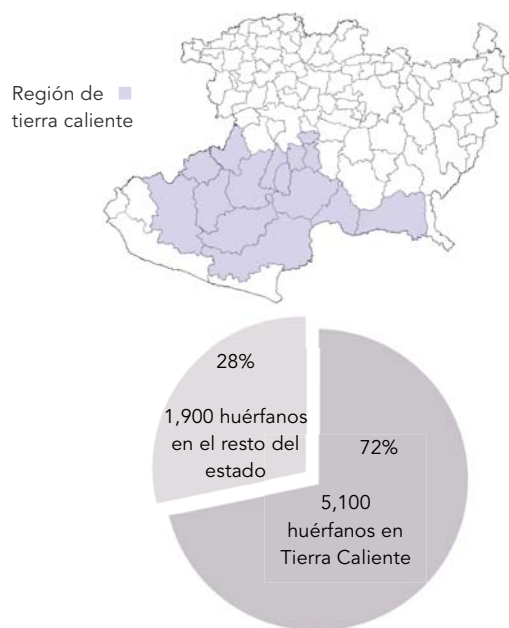 Región de
tierra caliente
28%
1,900 huérfanos
en el resto del
estado
72%
5,100
huérfanos en
Tierra Caliente